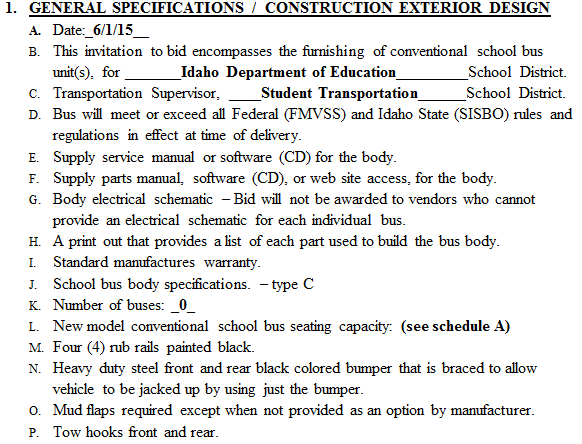 1. GENERAL SPECIFICATIONS / CONSTRUCTION EXTERIOR DESIGN
A. Date:_6/1/15__
B. This invitation to bid encompasses the furnishing of conventional school bus
unit(s), for ________Idaho Department of Education__________School District.
C. Transportation Supervisor, ____Student Transportation______School District.
D. Bus will meet or exceed all Federal (FMVSS) and Idaho State (SISBO) rules and
regulations in effect at time of delivery.
E. Supply service manual or software (CD) for the body.
F. Supply parts manual, software (CD), or web site access, for the body.
G. Body electrical schematic – Bid will not be awarded to vendors who cannot
provide an electrical schematic for each individual bus.
H. A print out that provides a list of each part used to build the bus body.
I. Standard manufactures warranty.
J. School bus body specifications. – type C
K. Number of buses: _0_
L. New model conventional school bus seating capacity: (see schedule A)
M. Four (4) rub rails painted black.
N. Heavy duty steel front and rear black colored bumper that is braced to allow
vehicle to be jacked up by using just the bumper.
O. Mud flaps required except when not provided as an option by manufacturer.
P. Tow hooks front and rear.